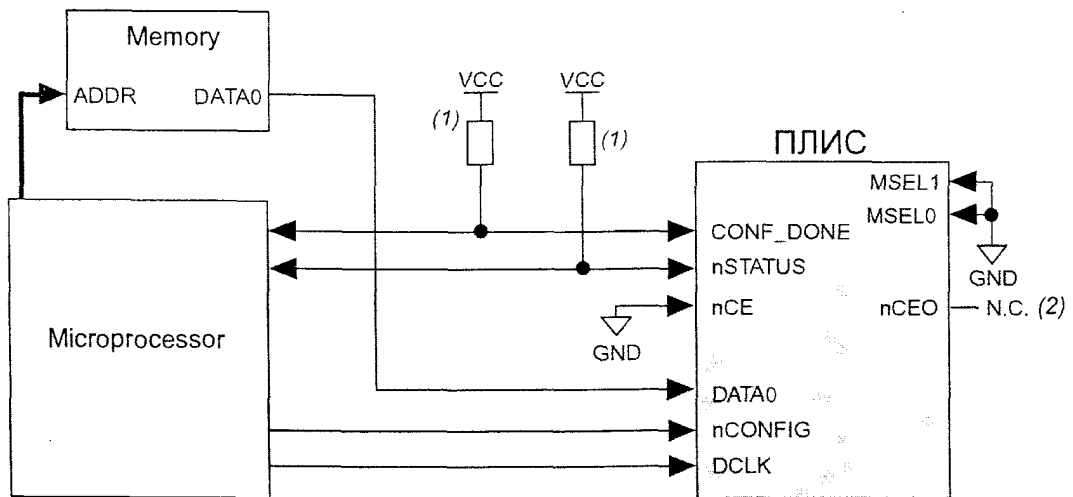 Memory
ADDR
DATA0
VCC
VCC
(1)
(1)
ПЛИС
MSEL1
MSEL0
GND
CONF_DONE
nSTATUS
nCE
GND
nCEO
N.C. (2)
Microprocessor
DATA0
nCONFIG
DCLK